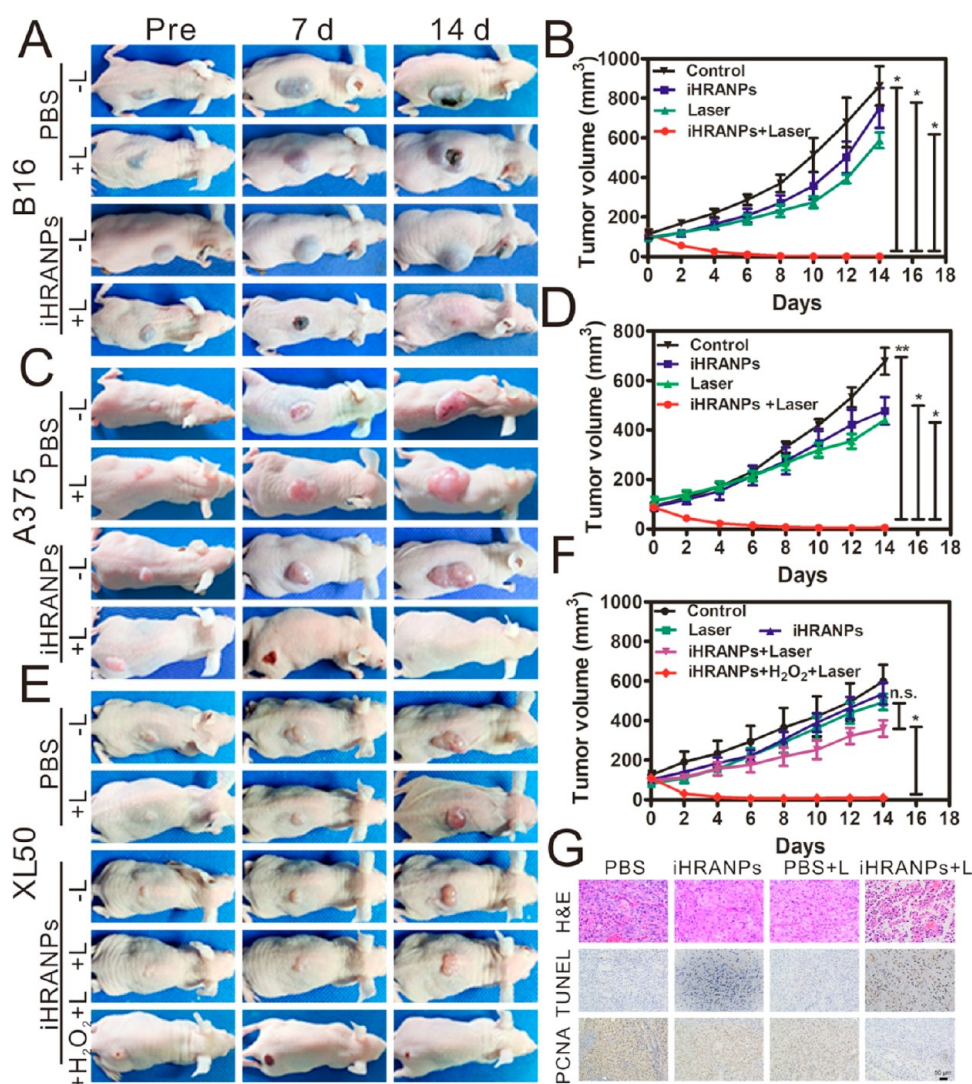 A
Pre
7 d
14 d
B16
PBS
-L
+L
iHRANPs
-L
+L
B
Tumor volume (mm³)
1000
800
600
400
200
0
Control
iHRANPs
Laser
iHRANPs+Laser
*
*
*
0 2 4 6 8 10 12 14 16 18
Days
C
A375
PBS
-L
+L
iHRANPs
-L
+L
D
Tumor volume (mm³)
800
600
400
200
0
Control
iHRANPs
Laser
iHRANPs +Laser
**
*
*
0 2 4 6 8 10 12 14 16 18
Days
E
XL50
PBS
-L
+L
iHRANPs
-L
+L
+H₂O₂+L
F
Tumor volume (mm³)
1000
800
600
400
200
0
Control
Laser
iHRANPs
iHRANPs+Laser
iHRANPs+H₂O₂+Laser
n.s.
*
0 2 4 6 8 10 12 14 16 18
Days
G
PBS
iHRANPs
PBS+L
iHRANPs+L
H&E
TUNEL
PCNA
50 μm